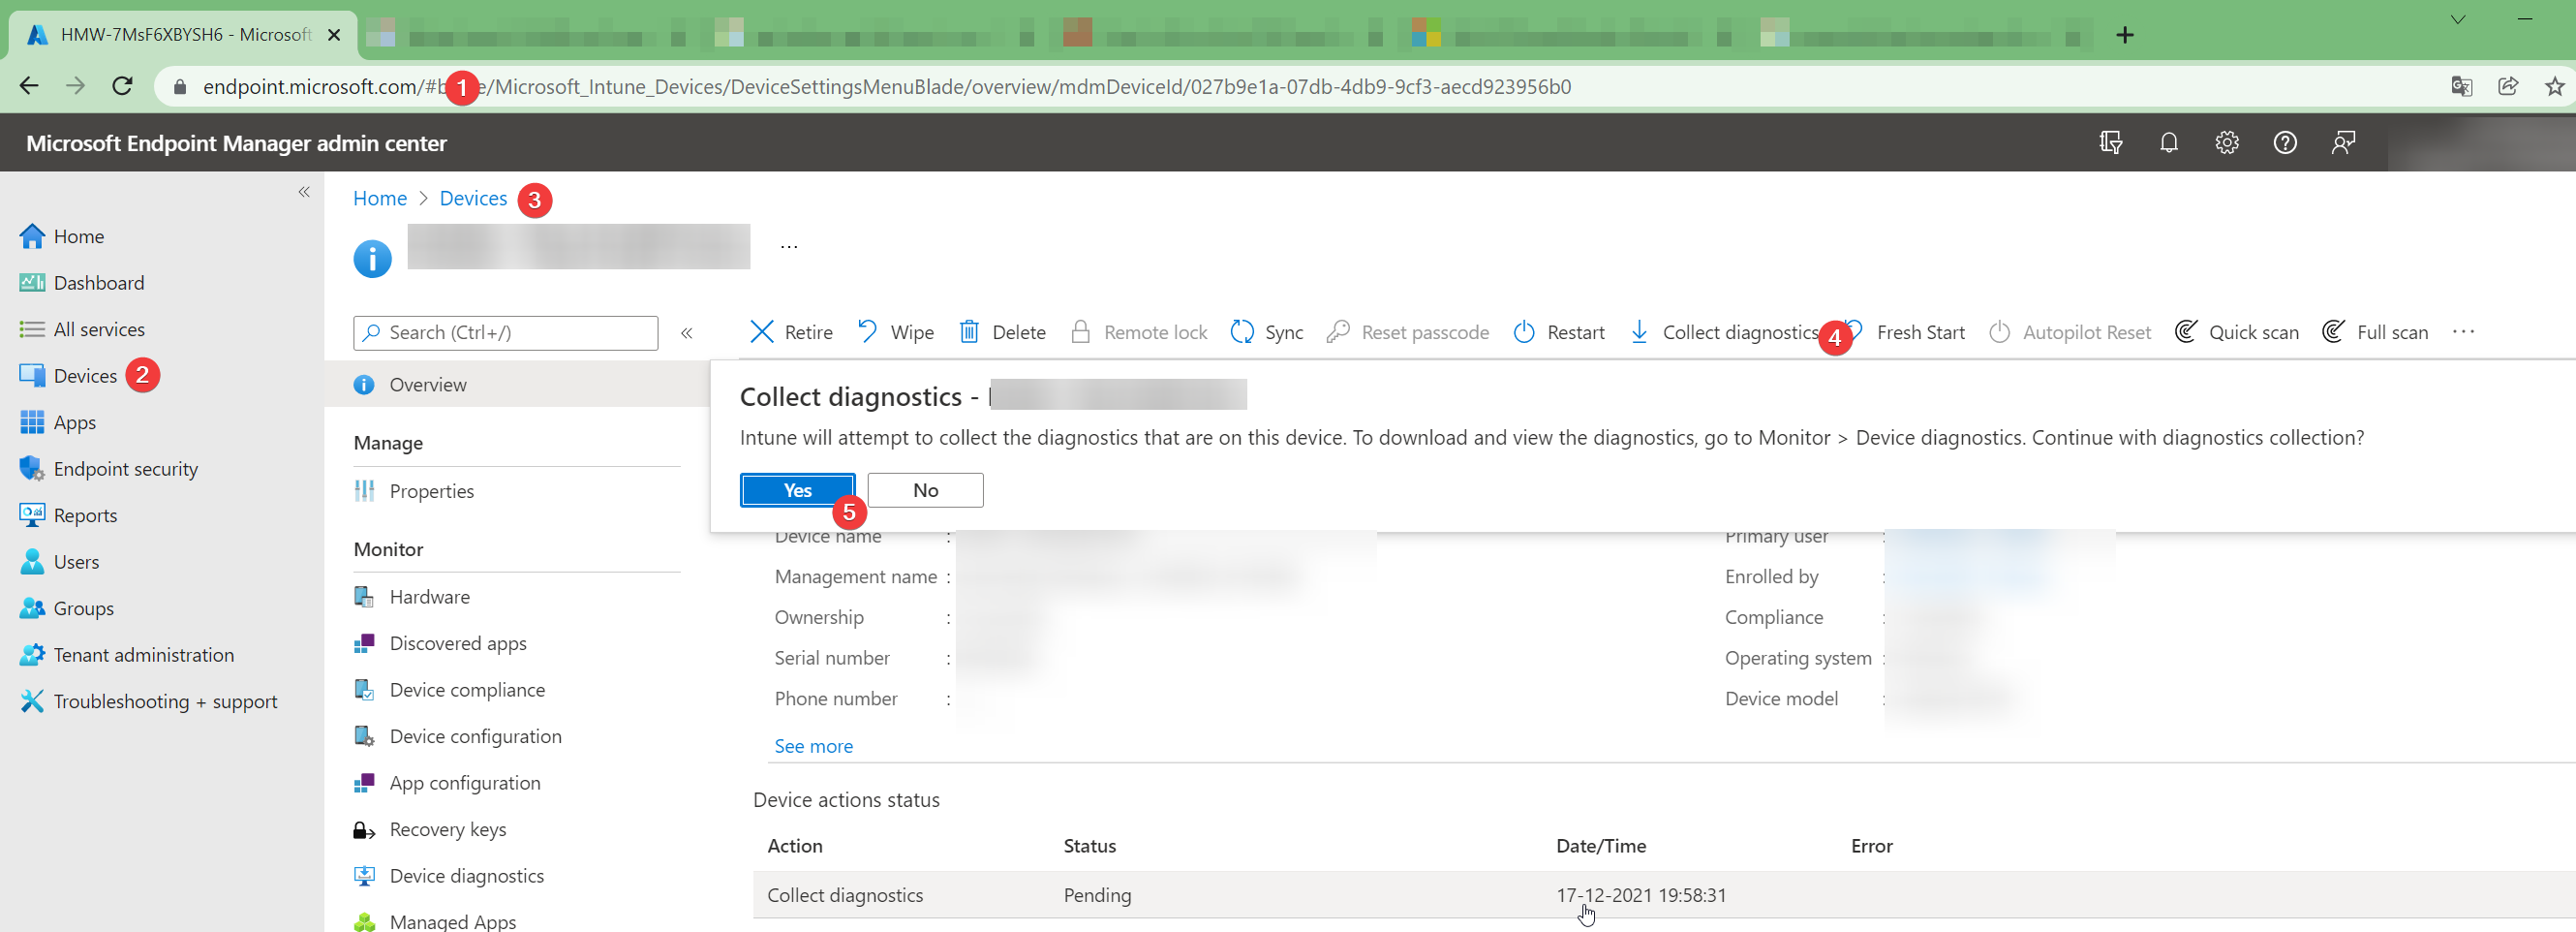 HMW-7MsF6XBYSH6 - Microsoft
endpoint.microsoft.com/#b 1 e/Microsoft_Intune_Devices/DeviceSettingsMenuBlade/overview/mdmDeviceId/027b9e1a-07db-4db9-9cf3-aecd923956b0
Microsoft Endpoint Manager admin center
Home
Dashboard
All services
Devices 2
Apps
Endpoint security
Reports
Users
Groups
Tenant administration
Troubleshooting + support
Home > Devices 3
...
Search (Ctrl+/)
Overview
Manage
Properties
Monitor
Hardware
Discovered apps
Device compliance
Device configuration
App configuration
Recovery keys
Device diagnostics
Managed Apps
Retire Wipe Delete Remote lock Sync Reset passcode Restart Collect diagnostics 4 Fresh Start Autopilot Reset Quick scan Full scan ...
Collect diagnostics -
Intune will attempt to collect the diagnostics that are on this device. To download and view the diagnostics, go to Monitor > Device diagnostics. Continue with diagnostics collection?
Yes 5 No
Device name :
Management name :
Ownership :
Serial number :
Phone number :
See more
Primary user :
Enrolled by :
Compliance :
Operating system :
Device model :
Device actions status
Action Status Date/Time Error
Collect diagnostics Pending 17-12-2021 19:58:31